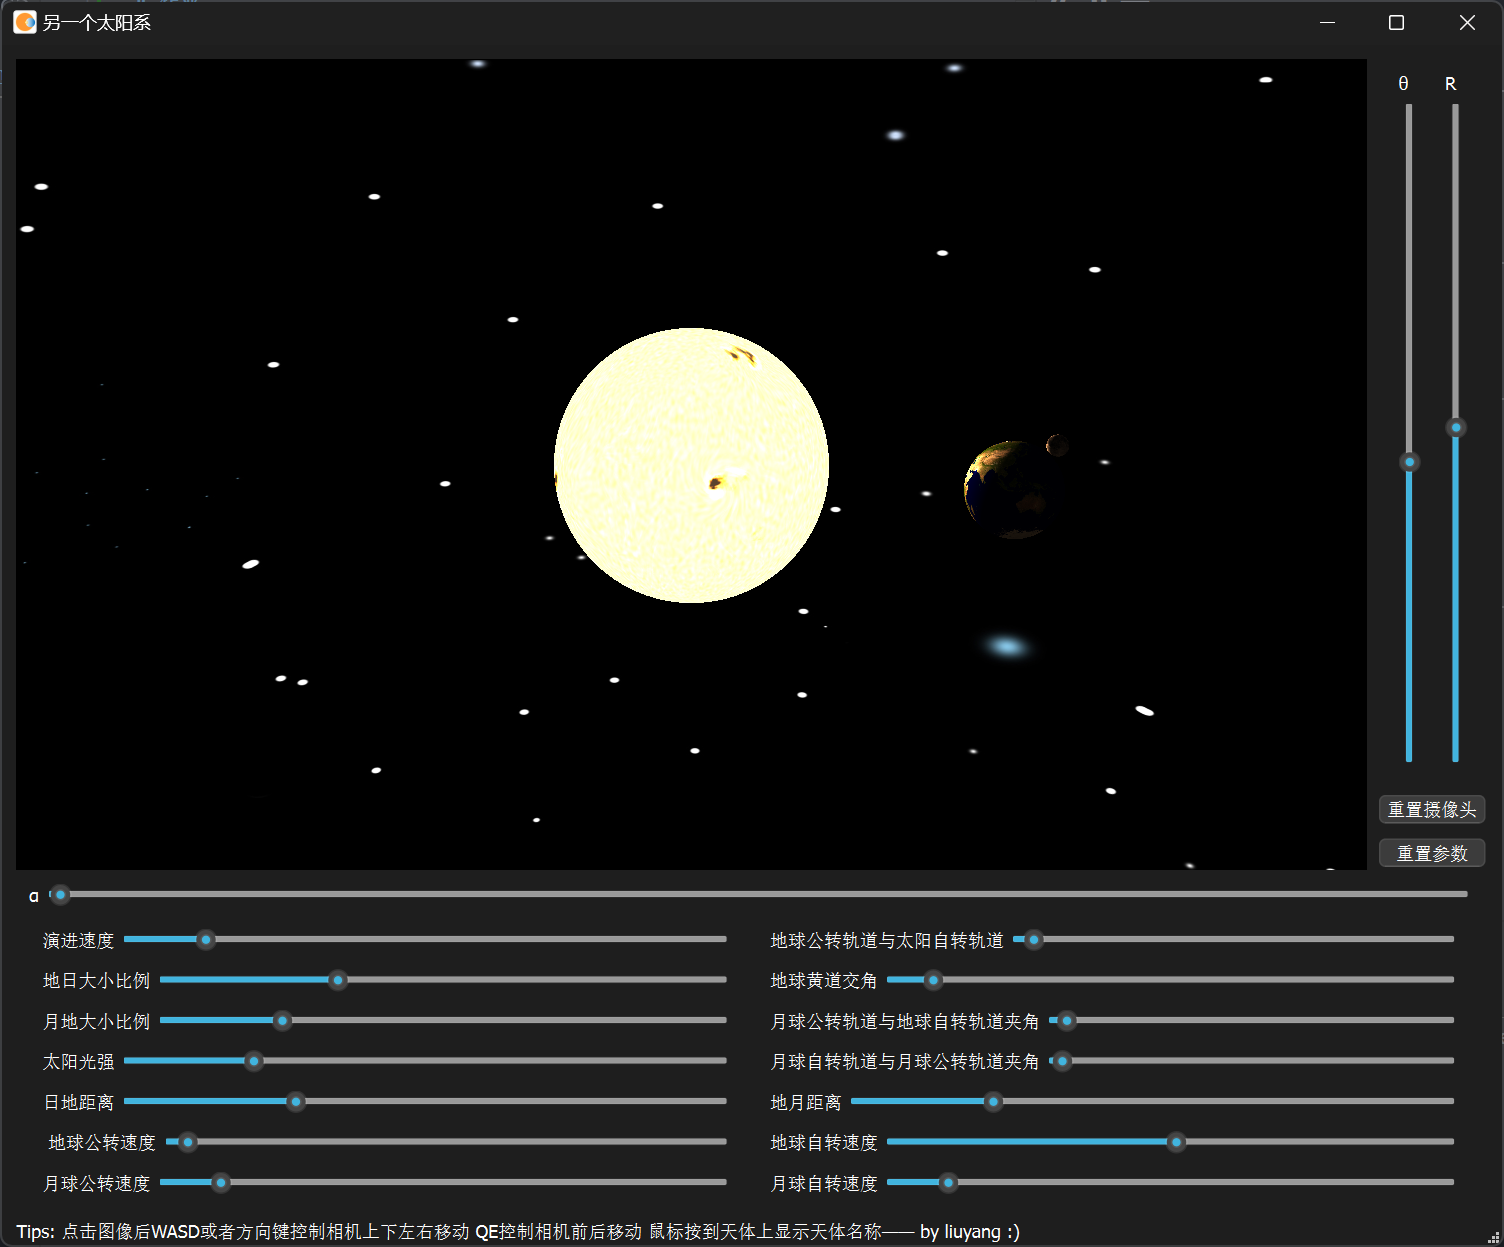 另一个太阳系
θ R
重置摄像头
重置参数
α
演进速度
地球公转轨道与太阳自转轨道
地日大小比例
地球黄道交角
月地大小比例
月球公转轨道与地球自转轨道夹角
太阳光强
月球自转轨道与月球公转轨道夹角
日地距离
地月距离
地球公转速度
地球自转速度
月球公转速度
月球自转速度
Tips: 点击图像后WASD或者方向键控制相机上下左右移动 QE控制相机前后移动 鼠标按到天体上显示天体名称—— by liuyang :)